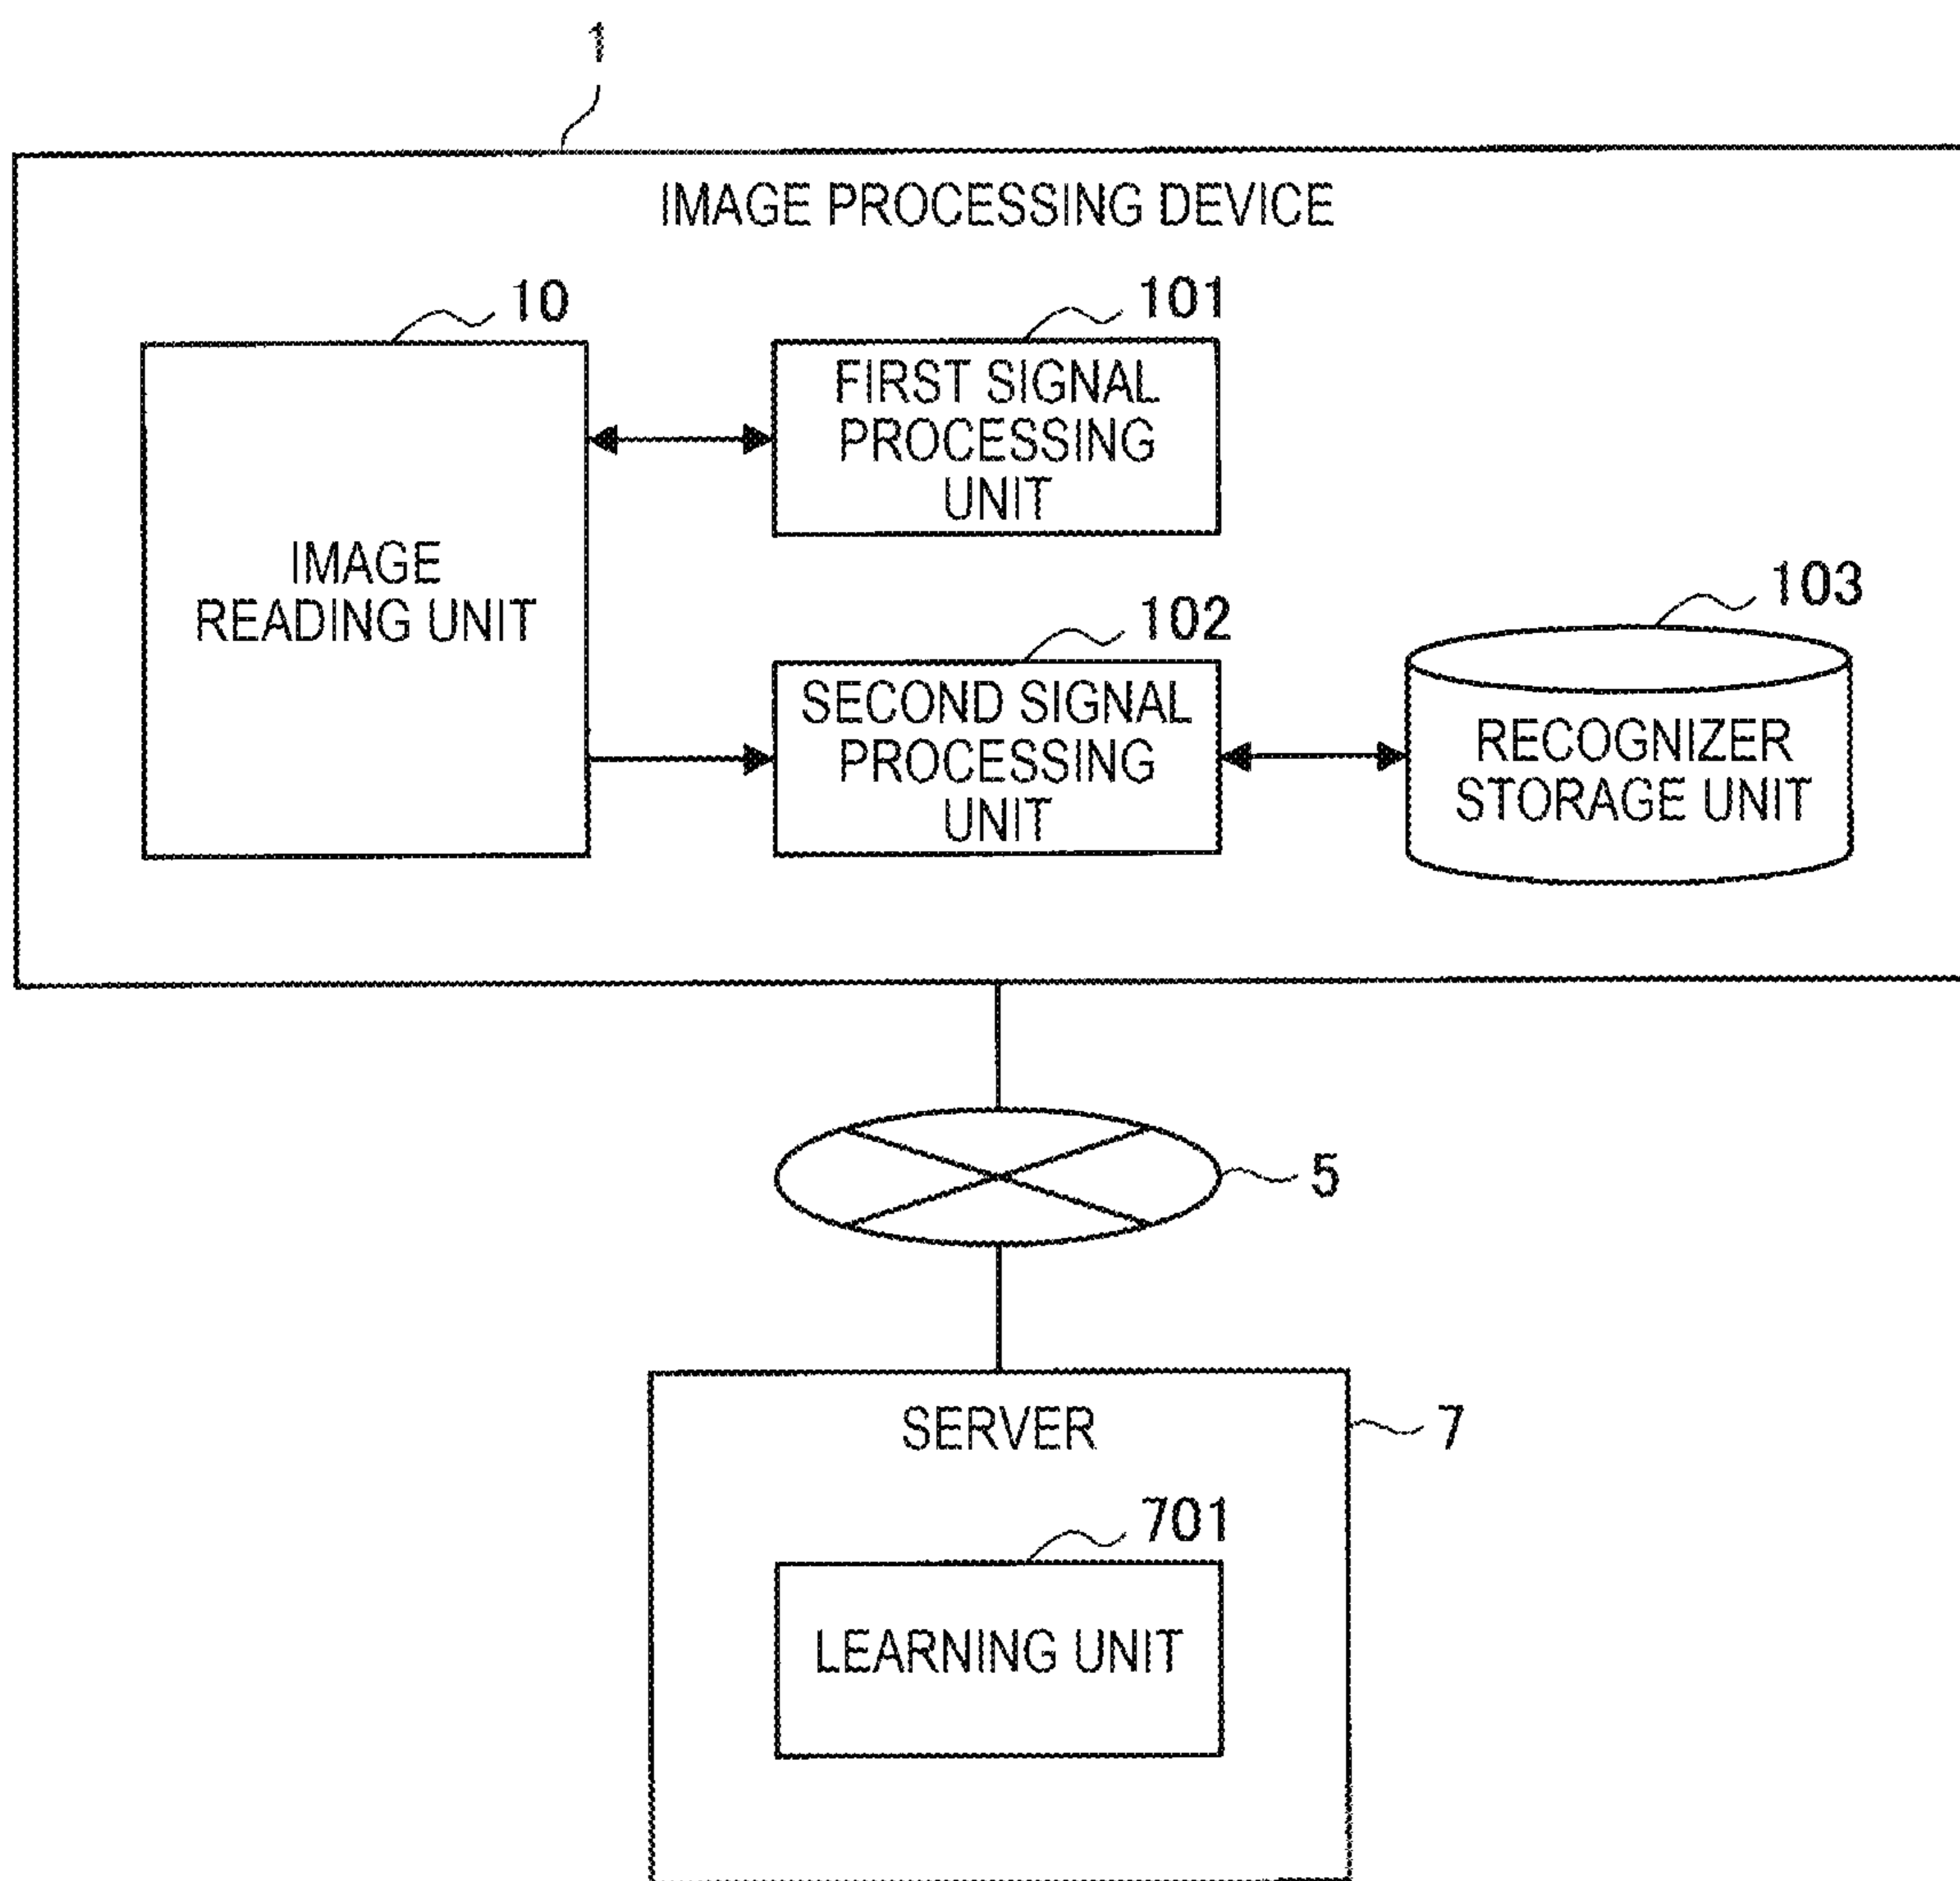 1
IMAGE PROCESSING DEVICE
10
101
FIRST SIGNAL
PROCESSING
UNIT
IMAGE
READING UNIT
102
103
SECOND SIGNAL
PROCESSING
UNIT
RECOGNIZER
STORAGE UNIT
5
SERVER
7
701
LEARNING UNIT